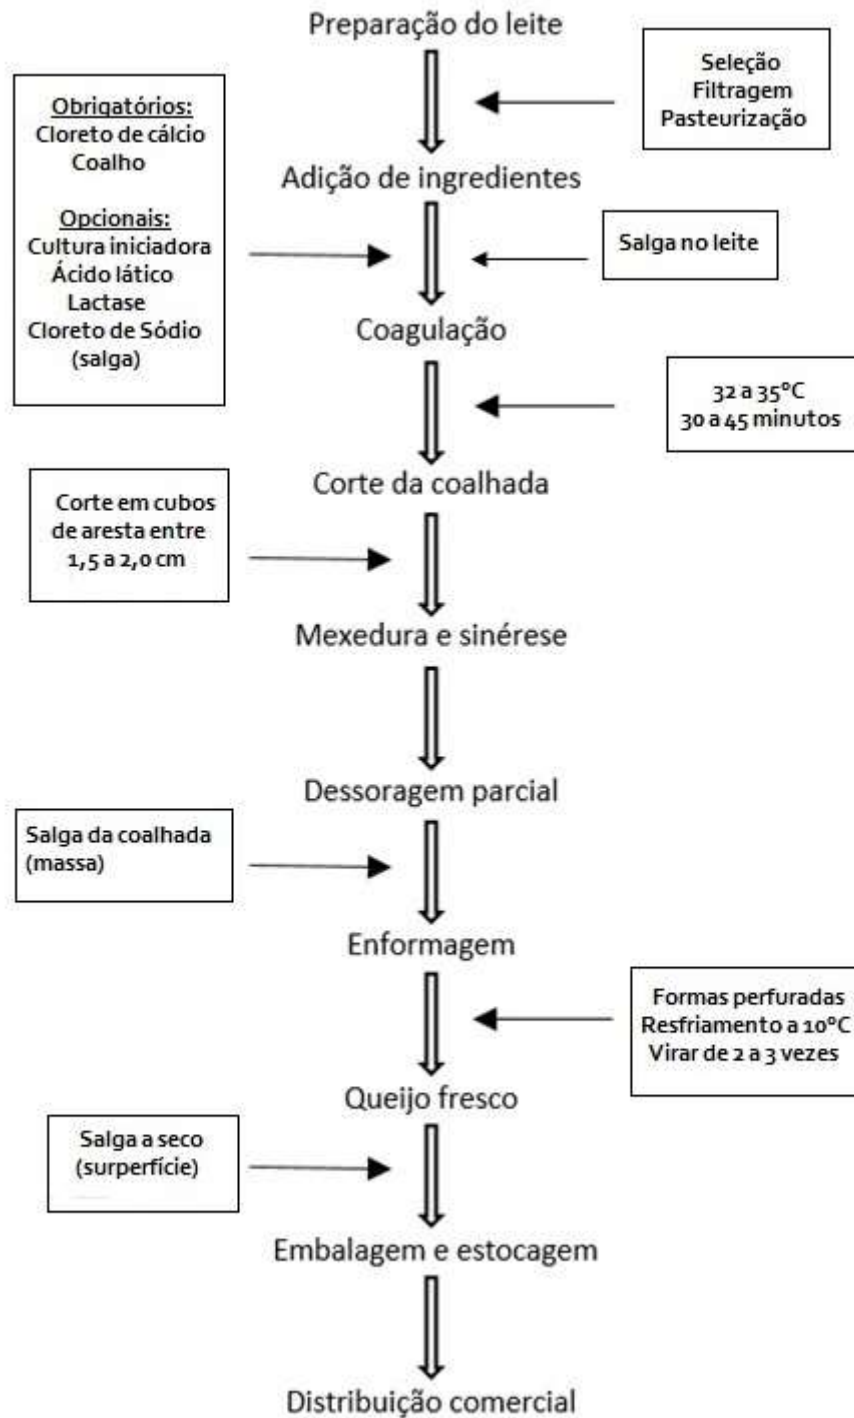 Preparação do leite
Seleção
Filtragem
Pasteurização
Obrigatórios:
Cloreto de cálcio
Coalho
Opcionais:
Cultura iniciadora
Ácido lático
Lactase
Cloreto de Sódio
(salga)
Adição de ingredientes
Salga no leite
Coagulação
32 a 35°C
30 a 45 minutos
Corte da coalhada
Corte em cubos
de aresta entre
1,5 a 2,0 cm
Mexedura e sinérese
Dessoragem parcial
Salga da coalhada
(massa)
Enformagem
Formas perfuradas
Resfriamento a 10°C
Virar de 2 a 3 vezes
Queijo fresco
Salga a seco
(surperfície)
Embalagem e estocagem
Distribuição comercial